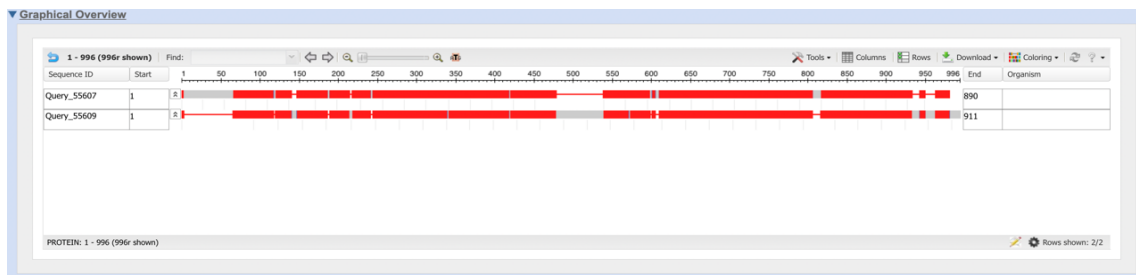 Graphical Overview
1 - 996 (996r shown) Find: Tools Columns Rows Download Coloring ?
Sequence ID Start 1 50 100 150 200 250 300 350 400 450 500 550 600 650 700 750 800 850 900 950 996 End Organism
Query_55607 1 890
Query_55609 1 911
PROTEIN: 1 - 996 (996r shown) Rows shown: 2/2